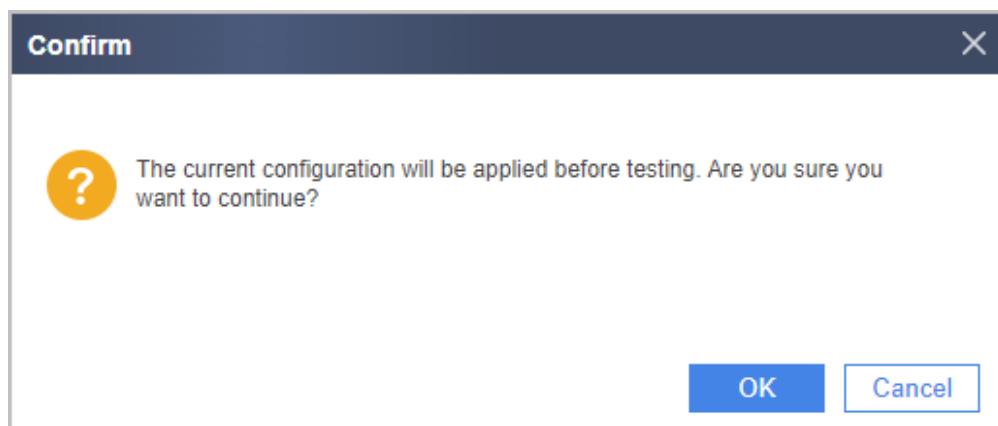 Confirm
The current configuration will be applied before testing. Are you sure you
want to continue?
OK
Cancel